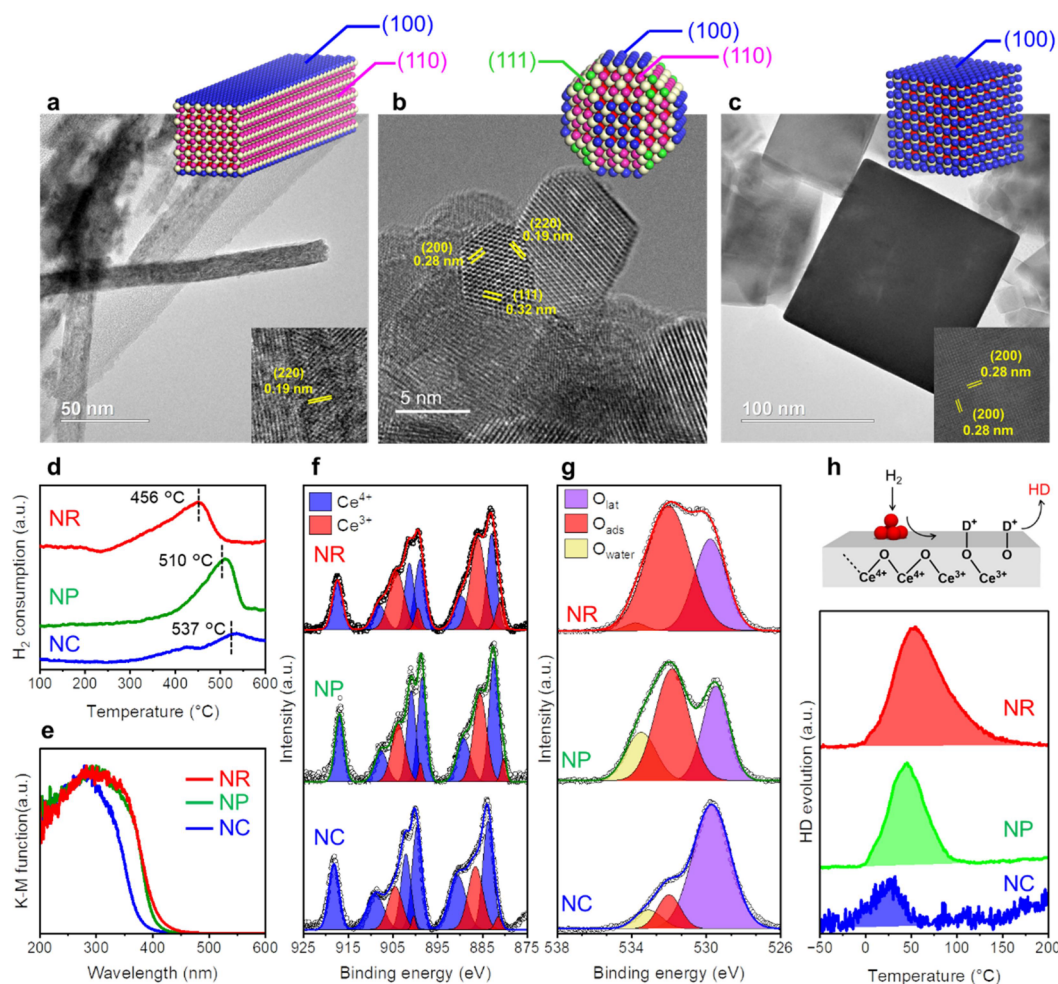 (100)
(110)
(100)
(111)
(110)
(100)
a
b
c
(220)
0.19 nm
50 nm
(200)
0.28 nm
(220)
0.19 nm
(111)
0.32 nm
5 nm
(200)
0.28 nm
(200)
0.28 nm
100 nm
d
H2 consumption (a.u.)
456 °C
NR
510 °C
NP
537 °C
NC
100 200 300 400 500 600
Temperature (°C)
e
K-M function(a.u.)
NR
NP
NC
200 300 400 500 600
Wavelength (nm)
f
Intensity (a.u.)
Ce4+
Ce3+
NR
NP
NC
925 915 905 895 885 875
Binding energy (eV)
g
Intensity (a.u.)
Olat
Oads
Owater
NR
NP
NC
538 534 530 526
Binding energy (eV)
h
H2
HD
D+ D+
O O O O
Ce4+ Ce4+ Ce3+ Ce3+
HD evolution (a.u.)
NR
NP
NC
-50 0 50 100 150 200
Temperature (°C)